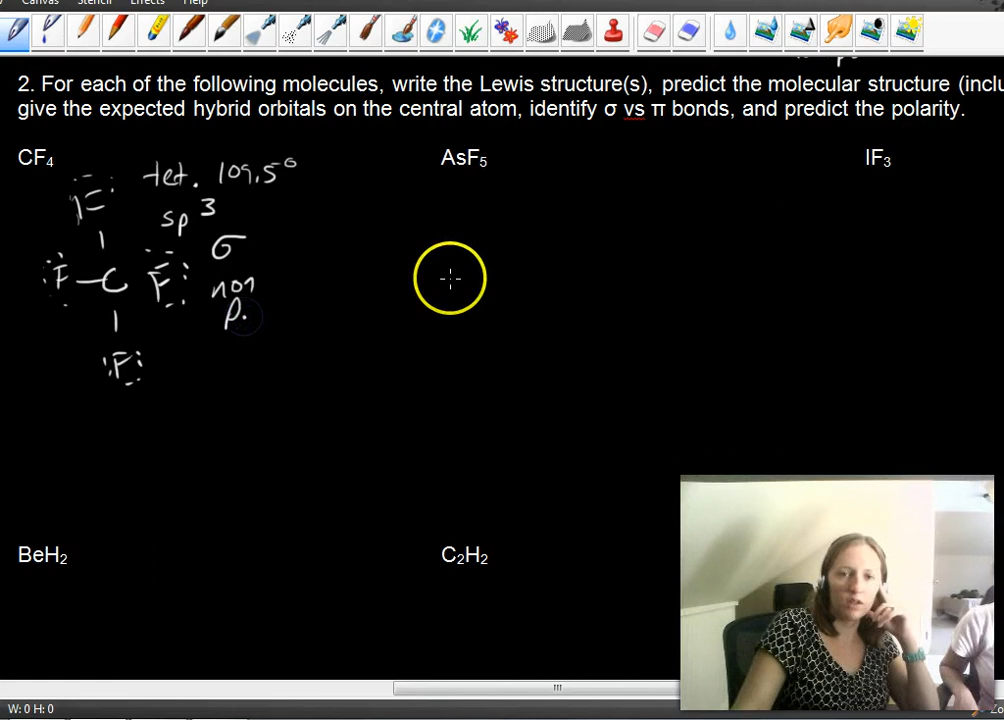 Canvas Stencil Effects Help
2. For each of the following molecules, write the Lewis structure(s), predict the molecular structure (inclu
give the expected hybrid orbitals on the central atom, identify σ vs π bonds, and predict the polarity.
CF₄
AsF₅
IF₃
tet. 109.5°
sp³
F
σ
F C F
non
p.
F
BeH₂
C₂H₂
W: 0 H: 0